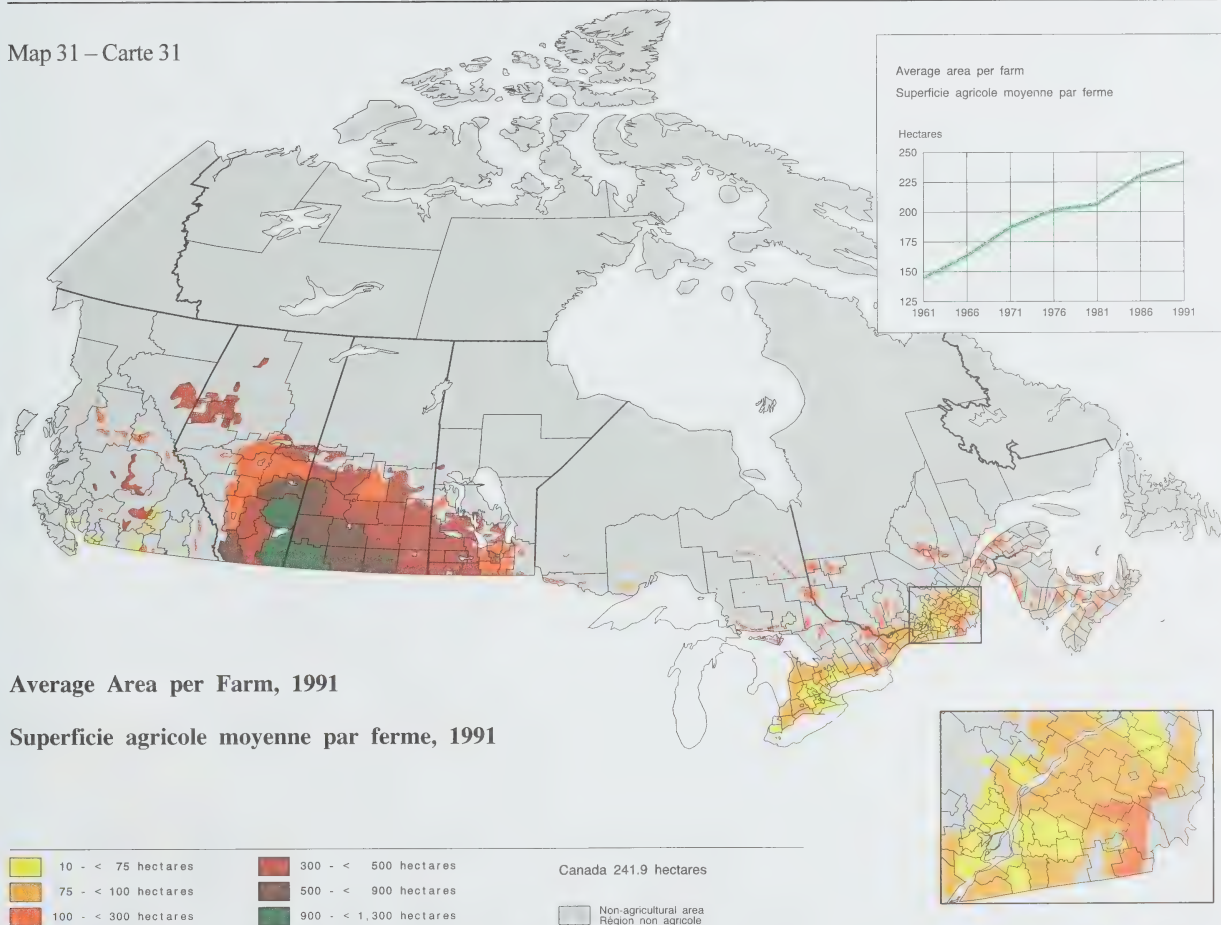 Map 31 – Carte 31
Average area per farm
Superficie agricole moyenne par ferme
Hectares
250
225
200
175
150
125
1961 1966 1971 1976 1981 1986 1991
Average Area per Farm, 1991
Superficie agricole moyenne par ferme, 1991
10 - < 75 hectares
75 - < 100 hectares
100 - < 300 hectares
300 - < 500 hectares
500 - < 900 hectares
900 - < 1,300 hectares
Canada 241.9 hectares
Non-agricultural area
Région non agricole